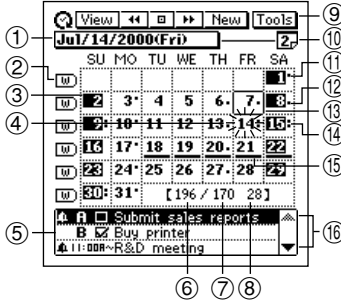 View New Tools ⑨
① Jul/14/2000(Fri) 2 ⑩
② SU MO TU WE TH FR SA ⑪
W 1
③ W 2 3 4 5 6 7 8 ⑫
④ W 9 10 11 12 13 14 15 ⑬
⑭
W 16 17 18 19 20 21 22
W 23 24 25 26 27 28 29 ⑮
W 30 31 [196 / 170 28]
A Submit sales reports
⑤ B Buy printer ⑯
11:00A~R&D meeting
⑥ ⑦ ⑧